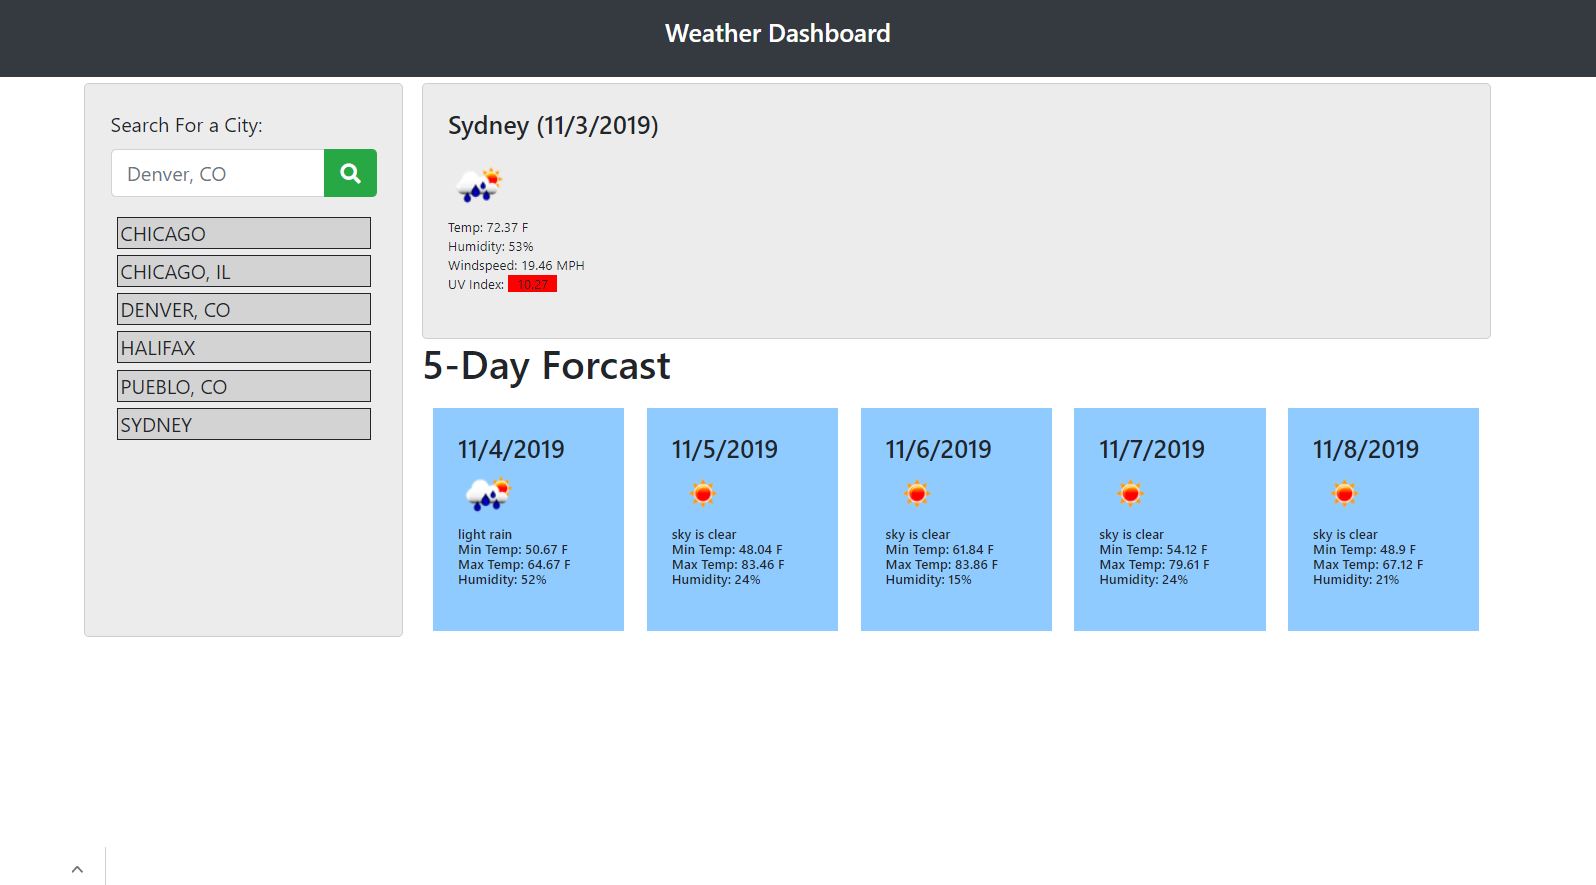 Weather Dashboard
Search For a City:
Denver, CO
CHICAGO
CHICAGO, IL
DENVER, CO
HALIFAX
PUEBLO, CO
SYDNEY
Sydney (11/3/2019)
Temp: 72.37 F
Humidity: 53%
Windspeed: 19.46 MPH
UV Index: 10.27
5-Day Forcast
11/4/2019
light rain
Min Temp: 50.67 F
Max Temp: 64.67 F
Humidity: 52%
11/5/2019
sky is clear
Min Temp: 48.04 F
Max Temp: 83.46 F
Humidity: 24%
11/6/2019
sky is clear
Min Temp: 61.84 F
Max Temp: 83.86 F
Humidity: 15%
11/7/2019
sky is clear
Min Temp: 54.12 F
Max Temp: 79.61 F
Humidity: 24%
11/8/2019
sky is clear
Min Temp: 48.9 F
Max Temp: 67.12 F
Humidity: 21%